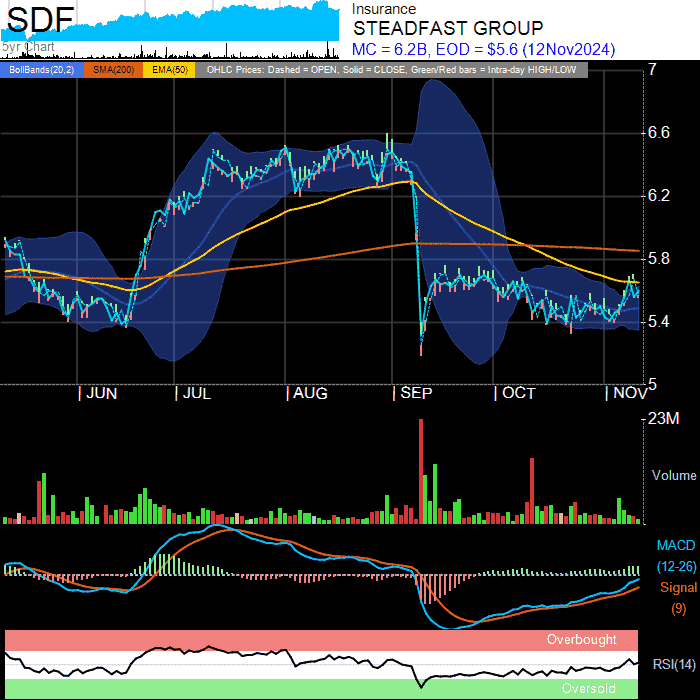 SDF
5yr Chart
Insurance
STEADFAST GROUP
MC = 6.2B, EOD = $5.6 (12Nov2024)
BollBands(20,2) SMA(200) EMA(50) OHLC Prices: Dashed = OPEN, Solid = CLOSE, Green/Red bars = Intra-day HIGH/LOW
7
6.6
6.2
5.8
5.4
5
| JUN | JUL | AUG | SEP | OCT | NOV
23M
Volume
MACD
(12-26)
Signal
(9)
Overbought
RSI(14)
Oversold